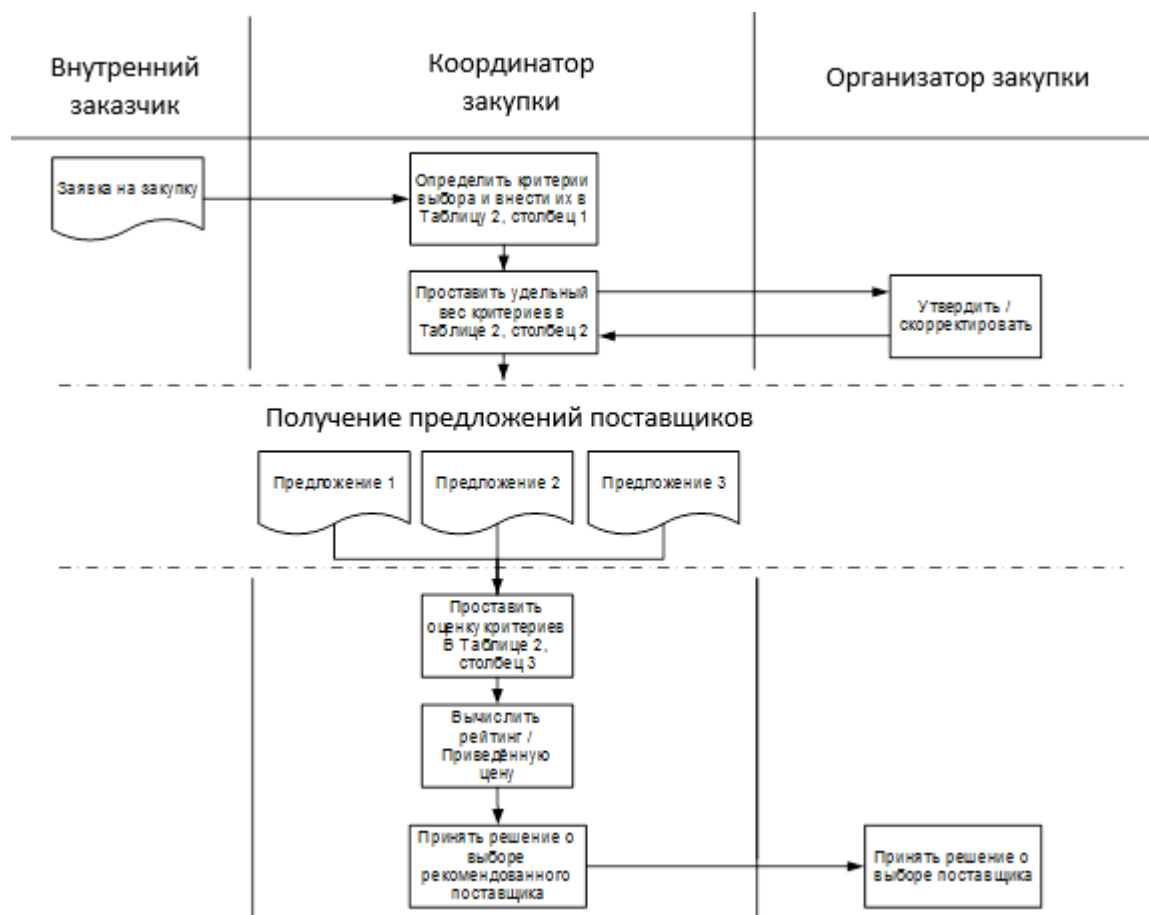 Внутренний
заказчик
Координатор
закупки
Организатор закупки
Заявка на закупку
Определить критерии
выбора и внести их в
Таблицу 2, столбец 1
Проставить удельный
вес критериев в
Таблице 2, столбец 2
Утвердить /
скорректировать
Получение предложений поставщиков
Предложение 1
Предложение 2
Предложение 3
Проставить
оценку критериев
В Таблице 2,
столбец 3
Вычислить
рейтинг /
Приведённую
цену
Принять решение о
выборе
рекомендованного
поставщика
Принять решение о
выборе поставщика